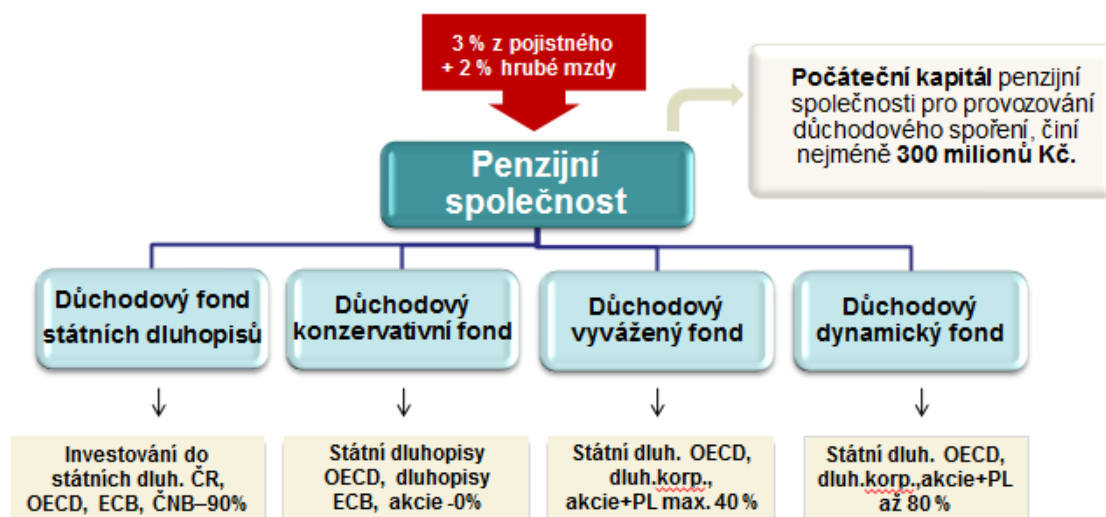 3 % z pojistného
+ 2 % hrubé mzdy
Počáteční kapitál penzijní
společnosti pro provozování
důchodového spoření, činí
nejméně 300 milionů Kč.
Penzijní
společnost
Důchodový fond
státních dluhopisů
Důchodový
konzervativní fond
Důchodový
vyvážený fond
Důchodový
dynamický fond
Investování do
státních dluh. ČR,
OECD, ECB, ČNB–90%
Státní dluhopisy
OECD, dluhopisy
ECB, akcie -0%
Státní dluh. OECD,
dluh.korp.,
akcie+PL max. 40 %
Státní dluh. OECD,
dluh.korp.,akcie+PL
až 80 %